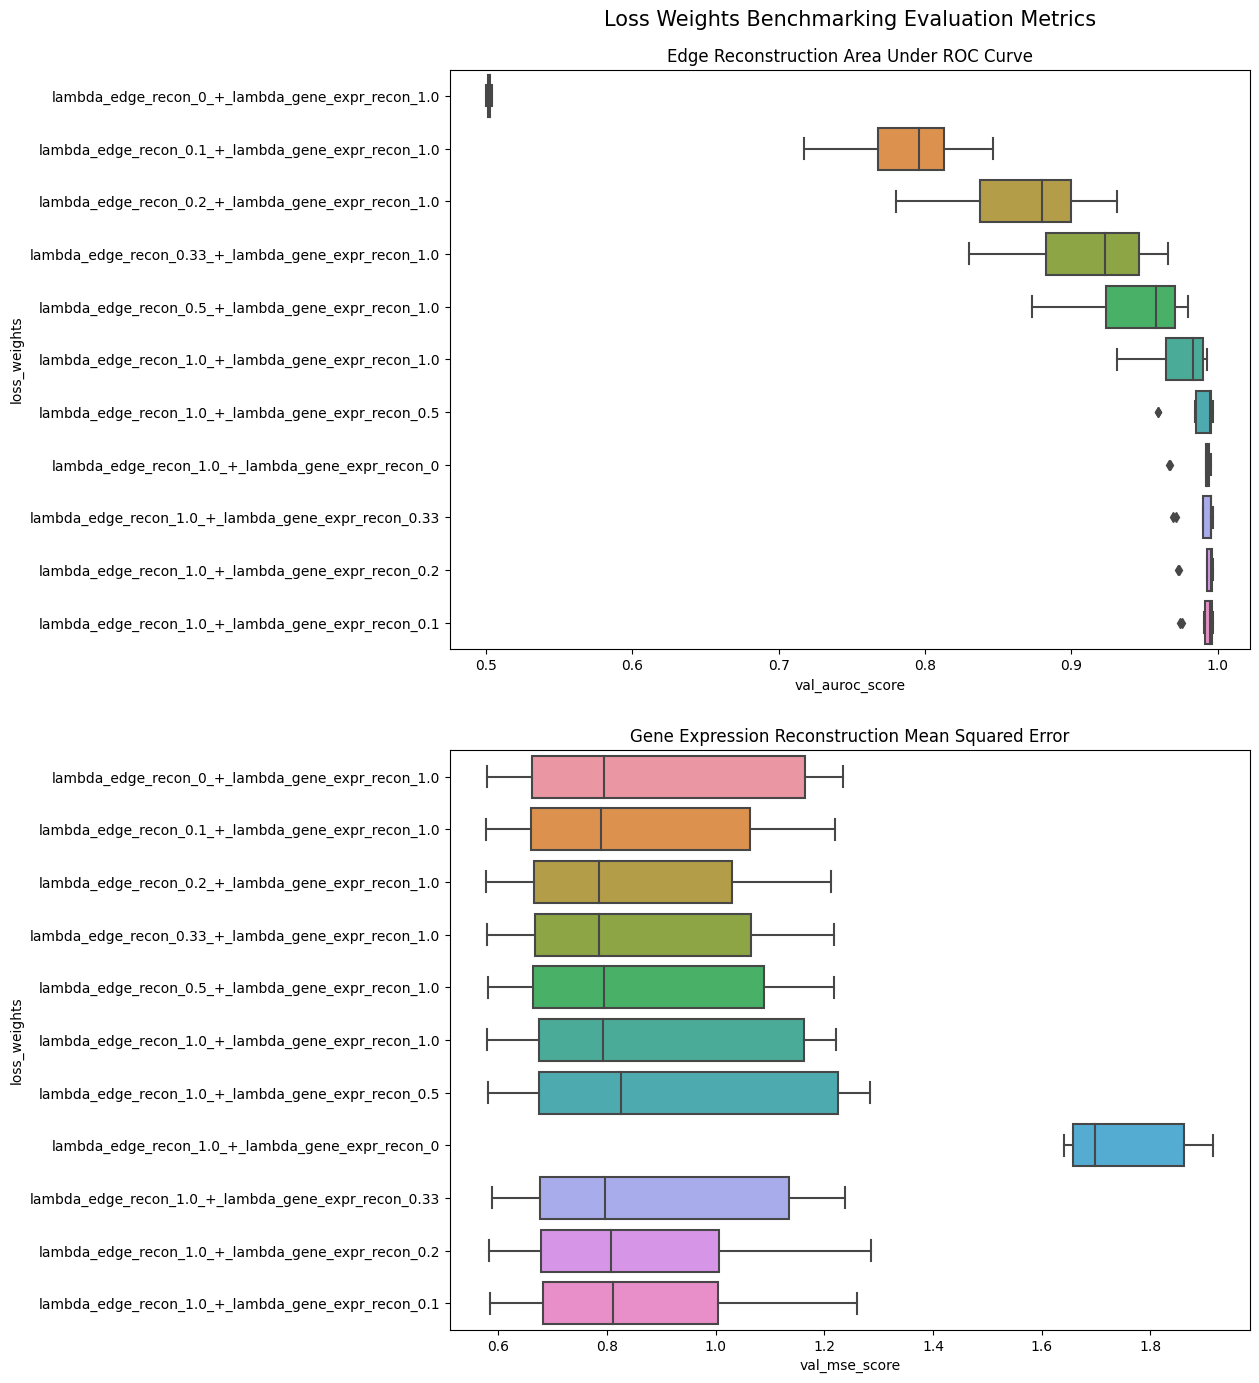 Loss Weights Benchmarking Evaluation Metrics
Edge Reconstruction Area Under ROC Curve
loss_weights
lambda_edge_recon_0_+_lambda_gene_expr_recon_1.0
lambda_edge_recon_0.1_+_lambda_gene_expr_recon_1.0
lambda_edge_recon_0.2_+_lambda_gene_expr_recon_1.0
lambda_edge_recon_0.33_+_lambda_gene_expr_recon_1.0
lambda_edge_recon_0.5_+_lambda_gene_expr_recon_1.0
lambda_edge_recon_1.0_+_lambda_gene_expr_recon_1.0
lambda_edge_recon_1.0_+_lambda_gene_expr_recon_0.5
lambda_edge_recon_1.0_+_lambda_gene_expr_recon_0
lambda_edge_recon_1.0_+_lambda_gene_expr_recon_0.33
lambda_edge_recon_1.0_+_lambda_gene_expr_recon_0.2
lambda_edge_recon_1.0_+_lambda_gene_expr_recon_0.1
0.5 0.6 0.7 0.8 0.9 1.0
val_auroc_score
Gene Expression Reconstruction Mean Squared Error
loss_weights
lambda_edge_recon_0_+_lambda_gene_expr_recon_1.0
lambda_edge_recon_0.1_+_lambda_gene_expr_recon_1.0
lambda_edge_recon_0.2_+_lambda_gene_expr_recon_1.0
lambda_edge_recon_0.33_+_lambda_gene_expr_recon_1.0
lambda_edge_recon_0.5_+_lambda_gene_expr_recon_1.0
lambda_edge_recon_1.0_+_lambda_gene_expr_recon_1.0
lambda_edge_recon_1.0_+_lambda_gene_expr_recon_0.5
lambda_edge_recon_1.0_+_lambda_gene_expr_recon_0
lambda_edge_recon_1.0_+_lambda_gene_expr_recon_0.33
lambda_edge_recon_1.0_+_lambda_gene_expr_recon_0.2
lambda_edge_recon_1.0_+_lambda_gene_expr_recon_0.1
0.6 0.8 1.0 1.2 1.4 1.6 1.8
val_mse_score